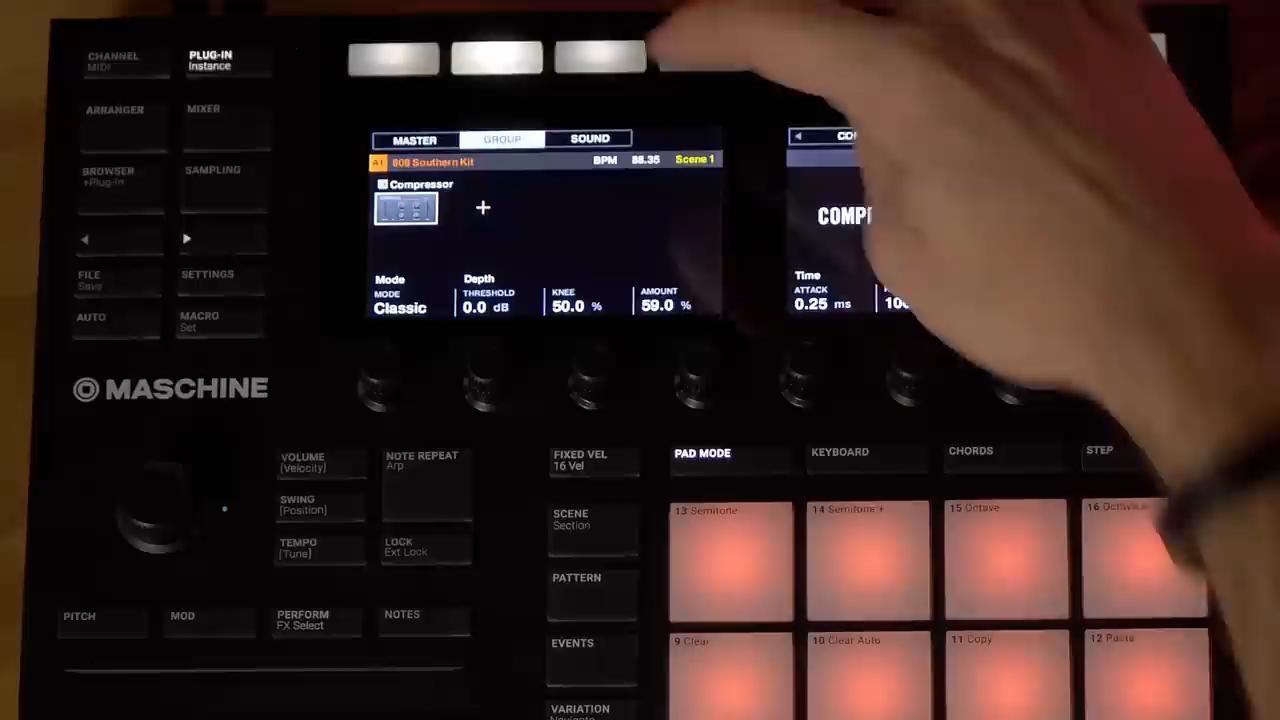 CHANNEL
MIDI
PLUG-IN
Instance
ARRANGER
MIXER
BROWSER
+Plug-In
SAMPLING
FILE
Save
SETTINGS
AUTO
MACRO
Set
MASTER GROUP SOUND
A1 808 Southern Kit BPM 88.35 Scene 1
Compressor
+
Mode Depth
MODE THRESHOLD KNEE AMOUNT
Classic 0.0 dB 50.0 % 59.0 %
Time
ATTACK
0.25 ms
MASCHINE
VOLUME
[Velocity]
NOTE REPEAT
Arp
SWING
[Position]
TEMPO
[Tune]
LOCK
Ext Lock
FIXED VEL
16 Vel
PAD MODE
KEYBOARD
CHORDS
STEP
SCENE
Section
PATTERN
EVENTS
VARIATION
Navigate
PITCH
MOD
PERFORM
FX Select
NOTES
13 Semitone
14 Semitone +
15 Octave
16 Octave
9 Clear
10 Clear Auto
11 Copy
12 Paste